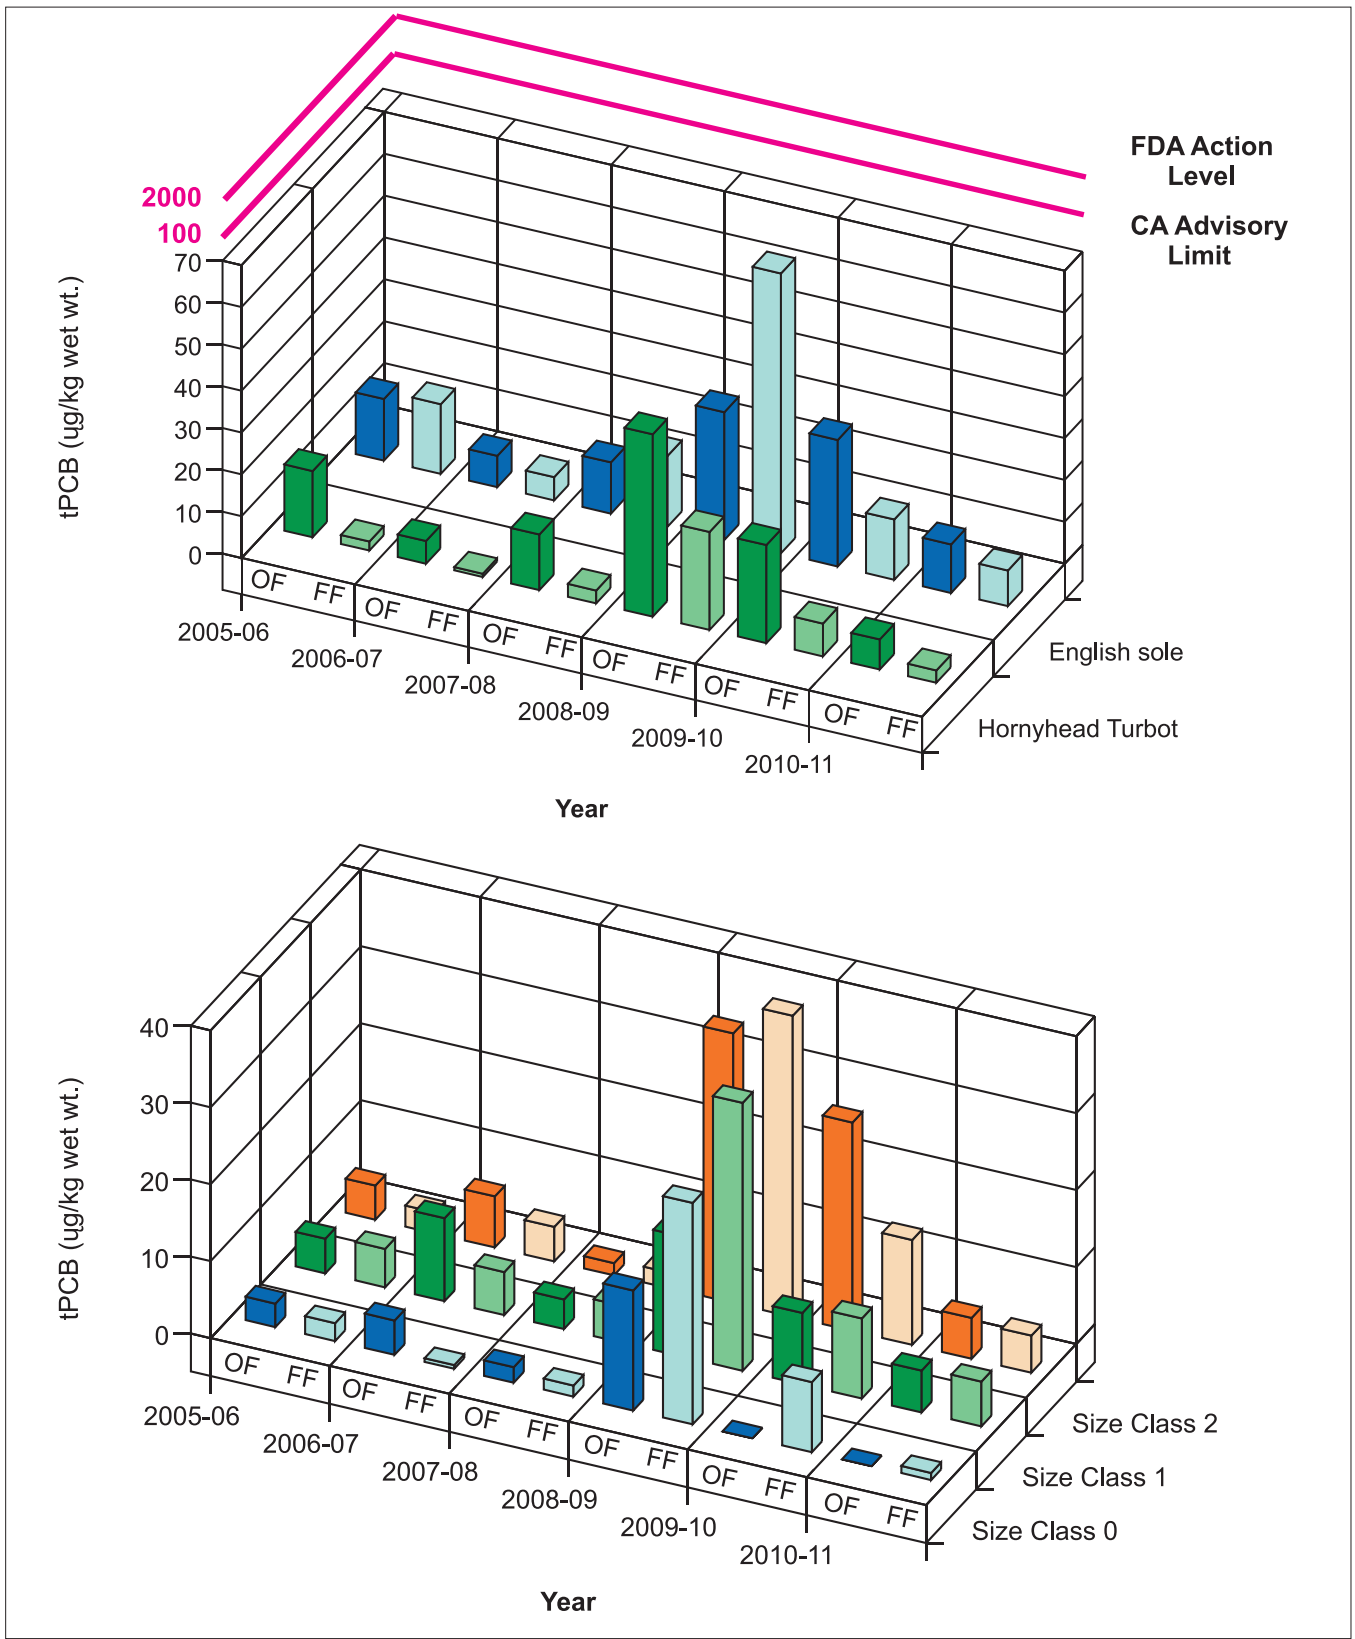 FDA Action
Level
2000
100
CA Advisory
Limit
70
60
50
40
30
20
10
0
tPCB (ug/kg wet wt.)
OF FF OF FF OF FF OF FF OF FF OF FF
2005-06
2006-07
2007-08
2008-09
2009-10
2010-11
English sole
Hornyhead Turbot
Year
40
30
20
10
0
tPCB (ug/kg wet wt.)
OF FF OF FF OF FF OF FF OF FF OF FF
2005-06
2006-07
2007-08
2008-09
2009-10
2010-11
Size Class 2
Size Class 1
Size Class 0
Year